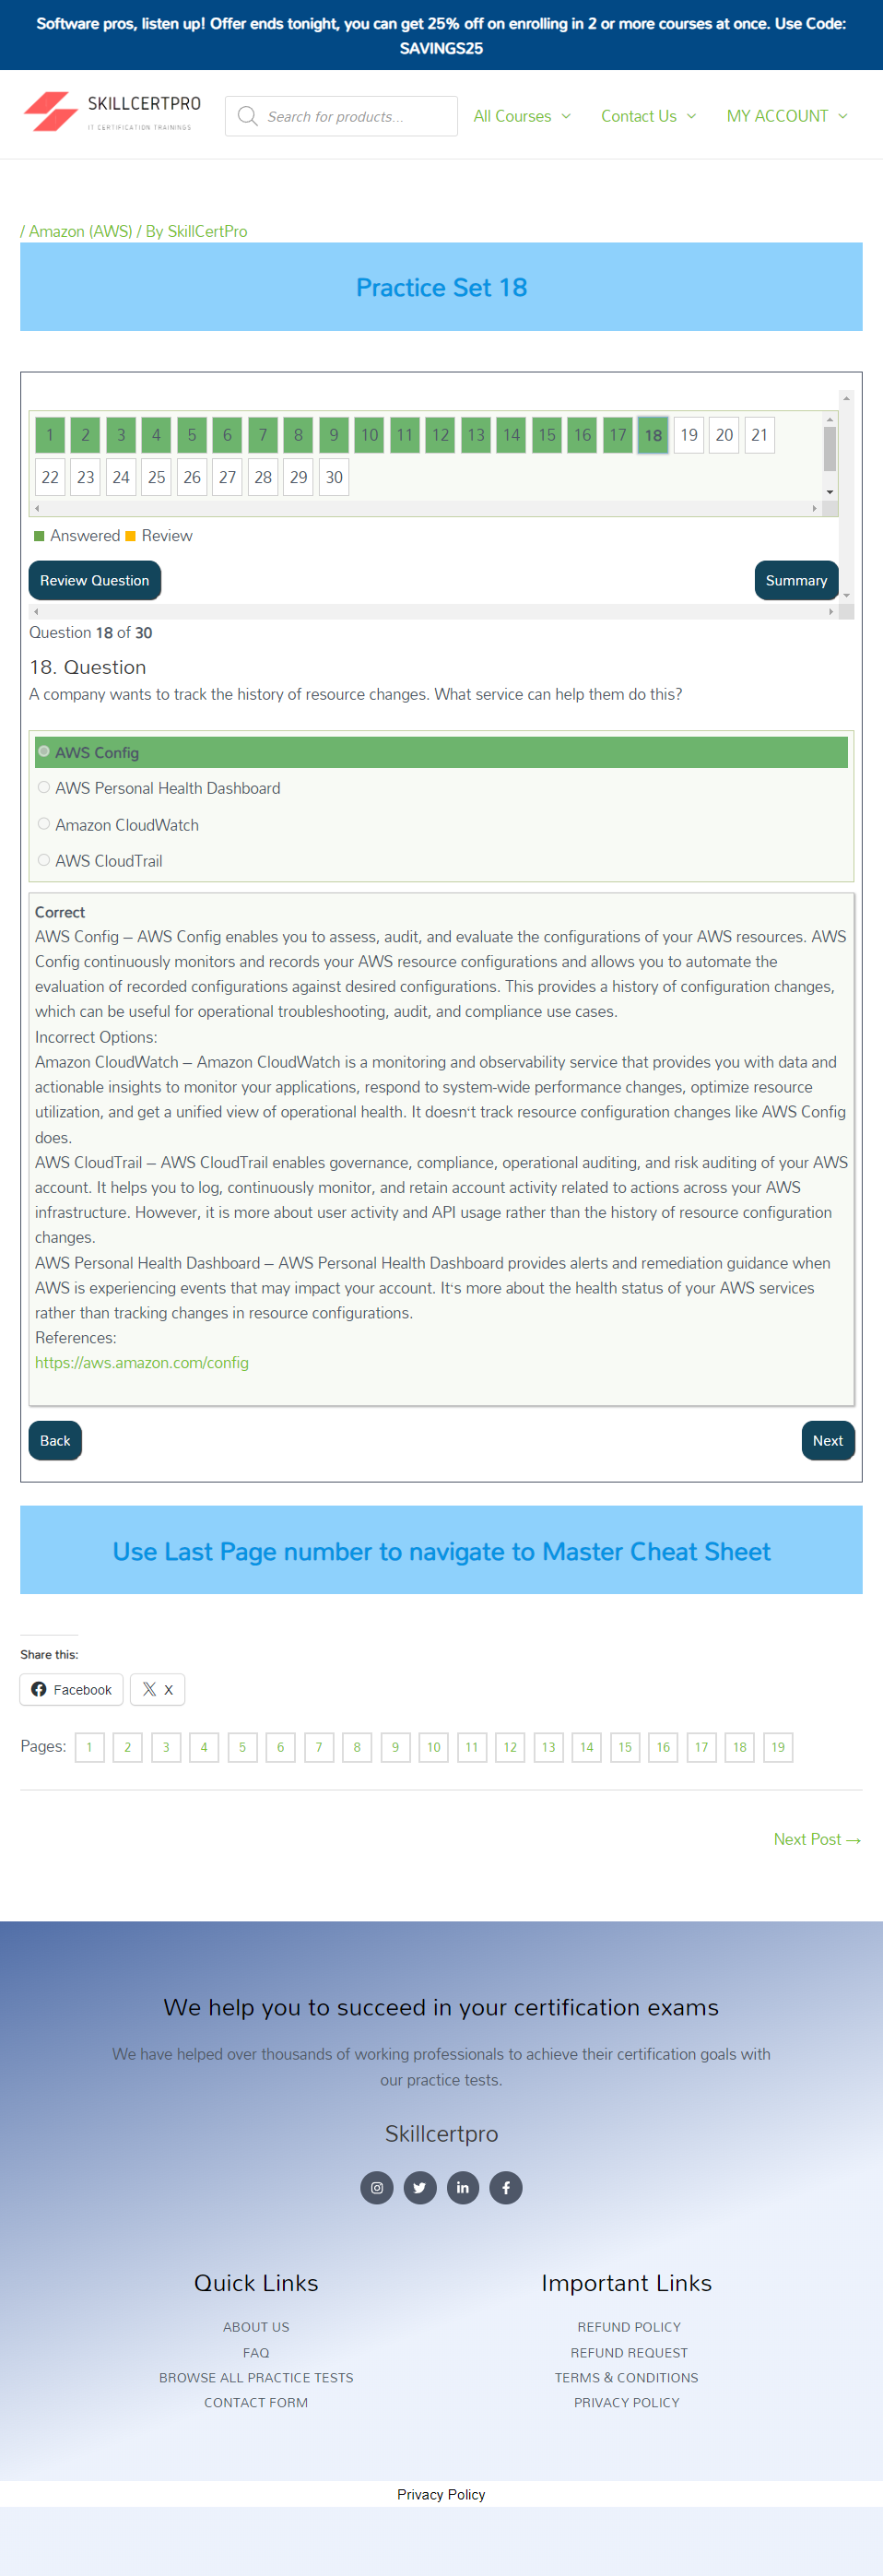 Software pros, listen up! Offer ends tonight, you can get 25% off on enrolling in 2 or more courses at once. Use Code:
SAVINGS25
SKILLCERTPRO
IT CERTIFICATION TRAININGS
Search for products...
All Courses
Contact Us
MY ACCOUNT
/ Amazon (AWS) / By SkillCertPro
Practice Set 18
1 2 3 4 5 6 7 8 9 10 11 12 13 14 15 16 17 18 19 20 21
22 23 24 25 26 27 28 29 30
Answered Review
Review Question
Summary
Question 18 of 30
18. Question
A company wants to track the history of resource changes. What service can help them do this?
AWS Config
AWS Personal Health Dashboard
Amazon CloudWatch
AWS CloudTrail
Correct
AWS Config – AWS Config enables you to assess, audit, and evaluate the configurations of your AWS resources. AWS
Config continuously monitors and records your AWS resource configurations and allows you to automate the
evaluation of recorded configurations against desired configurations. This provides a history of configuration changes,
which can be useful for operational troubleshooting, audit, and compliance use cases.
Incorrect Options:
Amazon CloudWatch – Amazon CloudWatch is a monitoring and observability service that provides you with data and
actionable insights to monitor your applications, respond to system-wide performance changes, optimize resource
utilization, and get a unified view of operational health. It doesn‘t track resource configuration changes like AWS Config
does.
AWS CloudTrail – AWS CloudTrail enables governance, compliance, operational auditing, and risk auditing of your AWS
account. It helps you to log, continuously monitor, and retain account activity related to actions across your AWS
infrastructure. However, it is more about user activity and API usage rather than the history of resource configuration
changes.
AWS Personal Health Dashboard – AWS Personal Health Dashboard provides alerts and remediation guidance when
AWS is experiencing events that may impact your account. It‘s more about the health status of your AWS services
rather than tracking changes in resource configurations.
References:
https://aws.amazon.com/config
Back
Next
Use Last Page number to navigate to Master Cheat Sheet
Share this:
Facebook
X
Pages: 1 2 3 4 5 6 7 8 9 10 11 12 13 14 15 16 17 18 19
Next Post →
We help you to succeed in your certification exams
We have helped over thousands of working professionals to achieve their certification goals with
our practice tests.
Skillcertpro
Quick Links
ABOUT US
FAQ
BROWSE ALL PRACTICE TESTS
CONTACT FORM
Important Links
REFUND POLICY
REFUND REQUEST
TERMS & CONDITIONS
PRIVACY POLICY
Privacy Policy